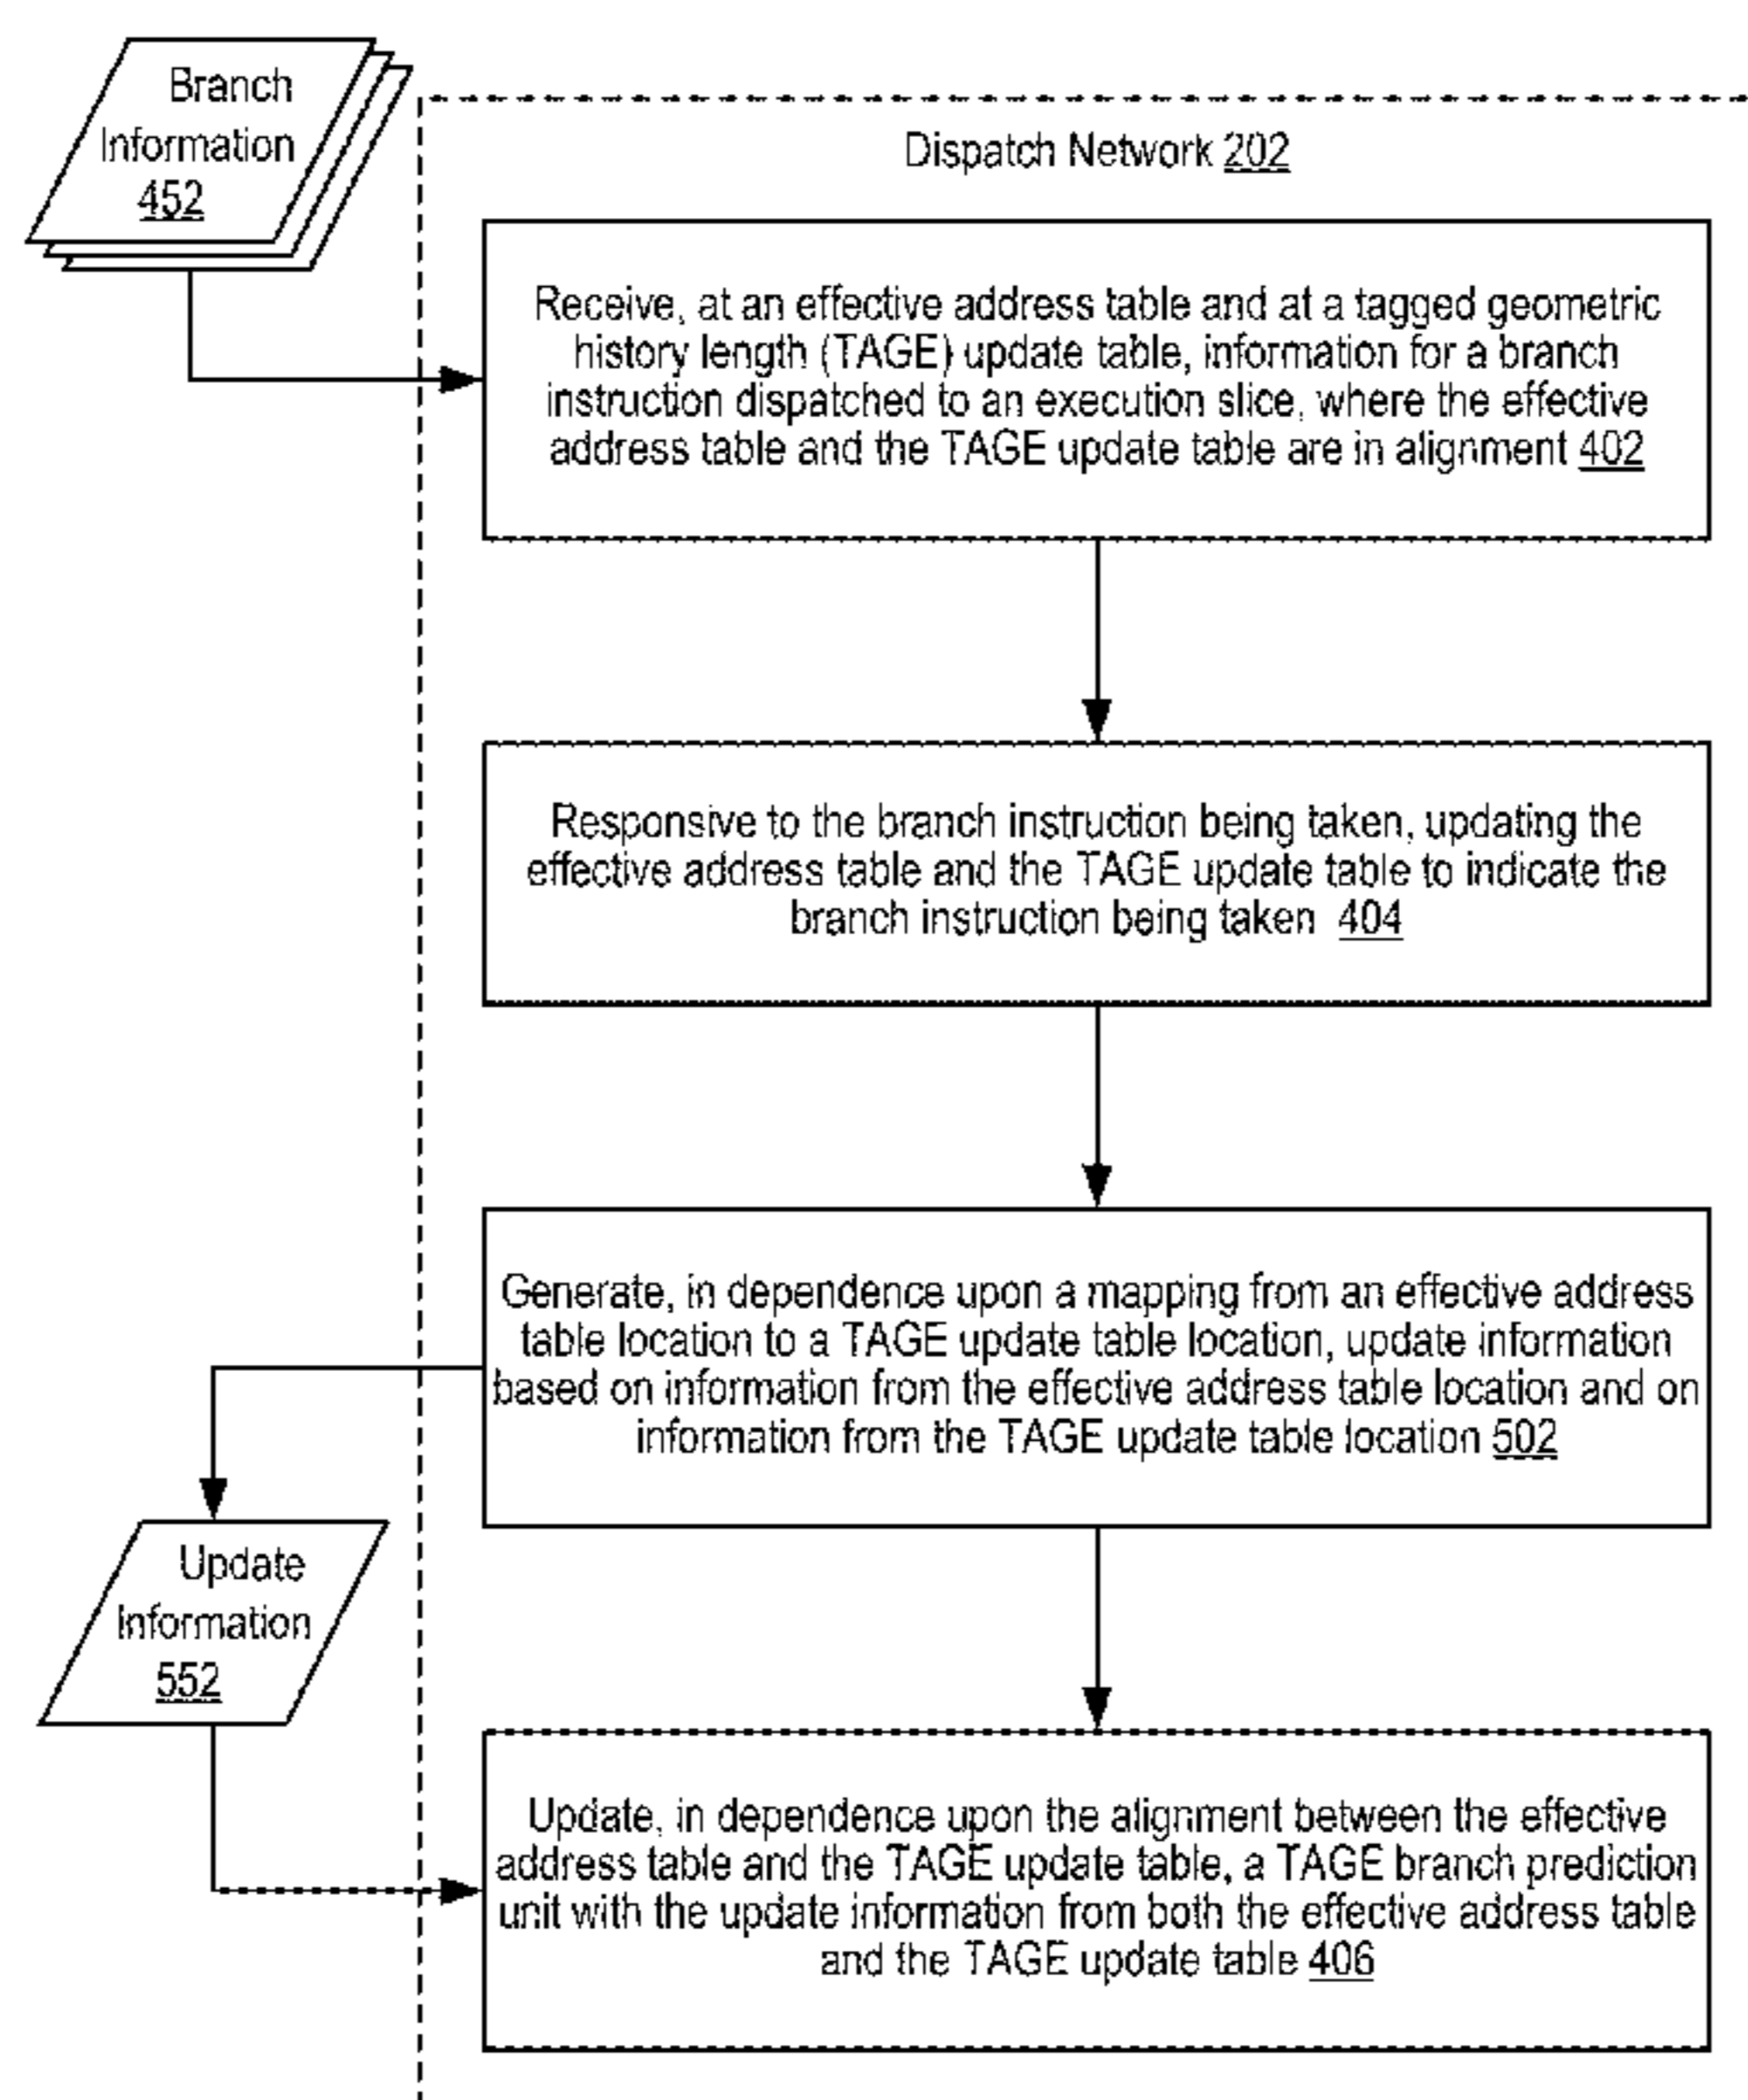 Branch
Information
452
Dispatch Network 202
Receive, at an effective address table and at a tagged geometric
history length (TAGE) update table, information for a branch
instruction dispatched to an execution slice, where the effective
address table and the TAGE update table are in alignment 402
Responsive to the branch instruction being taken, updating the
effective address table and the TAGE update table to indicate the
branch instruction being taken 404
Generate, in dependence upon a mapping from an effective address
table location to a TAGE update table location, update information
based on information from the effective address table location and on
information from the TAGE update table location 502
Update
Information
552
Update, in dependence upon the alignment between the effective
address table and the TAGE update table, a TAGE branch prediction
unit with the update information from both the effective address table
and the TAGE update table 406